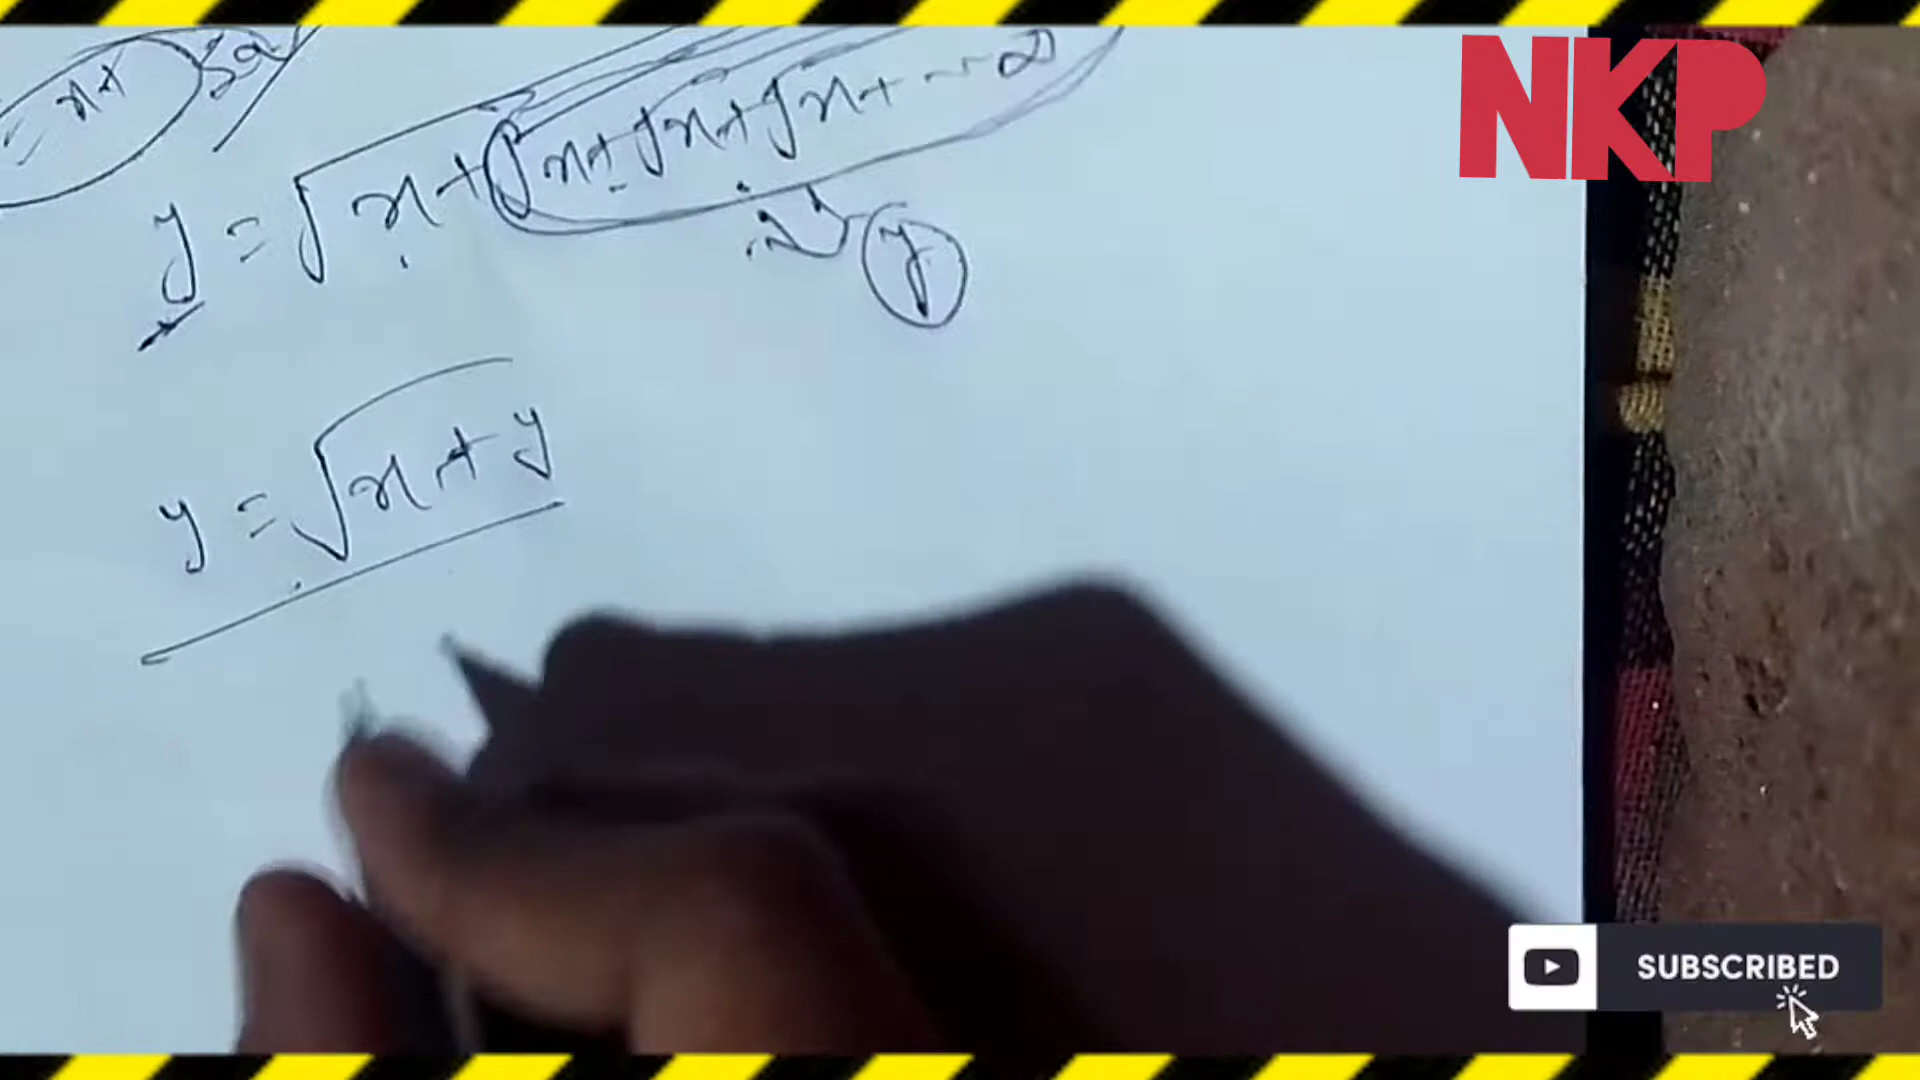 x+
y = √x+√x+√x+√x+--∞
y
y = √x+y
NKP
SUBSCRIBED